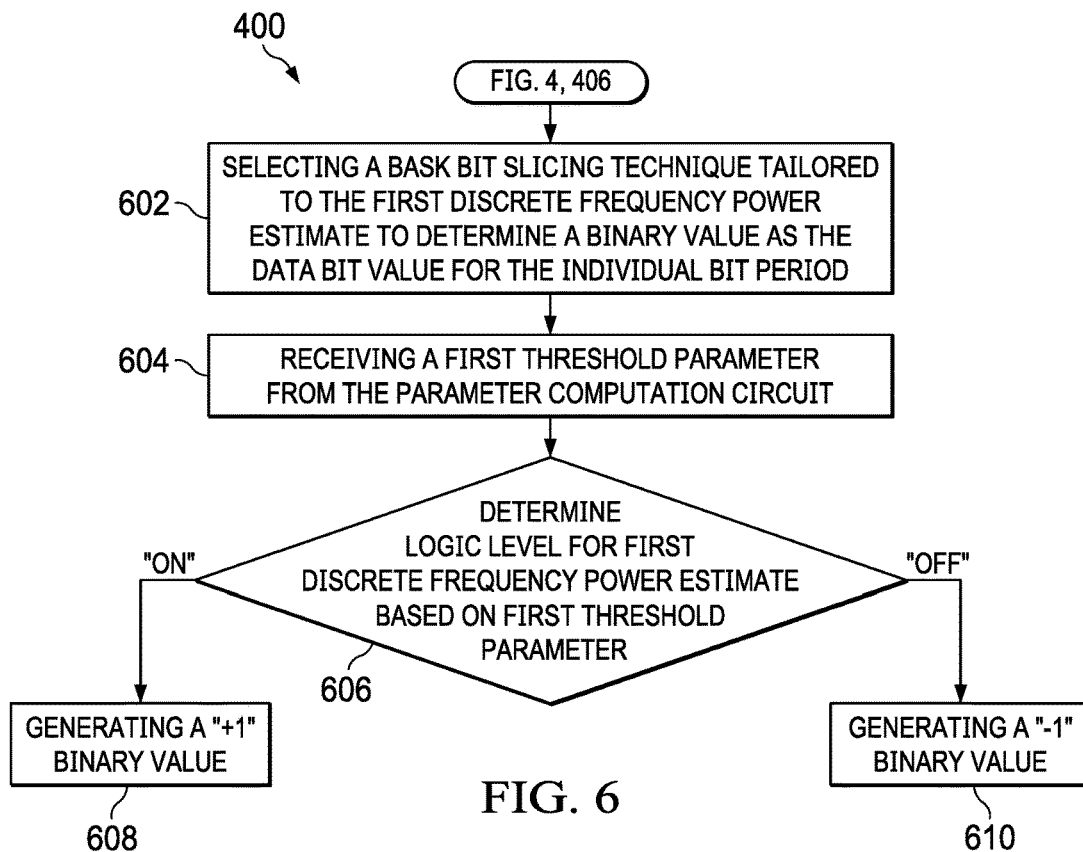 400
FIG. 4, 406
SELECTING A BASK BIT SLICING TECHNIQUE TAILORED
TO THE FIRST DISCRETE FREQUENCY POWER
ESTIMATE TO DETERMINE A BINARY VALUE AS THE
DATA BIT VALUE FOR THE INDIVIDUAL BIT PERIOD
602
RECEIVING A FIRST THRESHOLD PARAMETER
FROM THE PARAMETER COMPUTATION CIRCUIT
604
DETERMINE
LOGIC LEVEL FOR FIRST
DISCRETE FREQUENCY POWER ESTIMATE
BASED ON FIRST THRESHOLD
PARAMETER
"ON"
"OFF"
606
GENERATING A "+1"
BINARY VALUE
608
GENERATING A "-1"
BINARY VALUE
610
FIG. 6